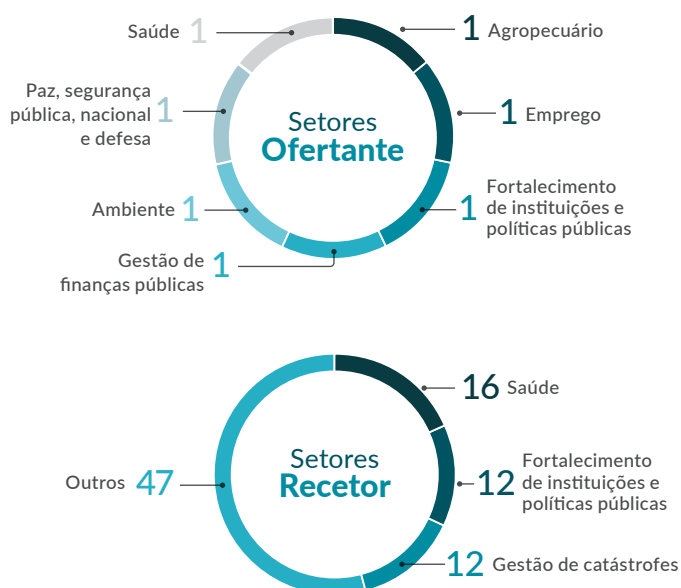 Saúde 1
1 Agropecuário
Paz, segurança
pública, nacional
e defesa
1
1 Emprego
Setores
Ofertante
Fortalecimento
de instituições e
políticas públicas
1
Ambiente 1
Gestão de
finanças públicas
1
16 Saúde
Setores
Recetor
Outros 47
12
Fortalecimento
de instituições e
políticas públicas
12 Gestão de catástrofes